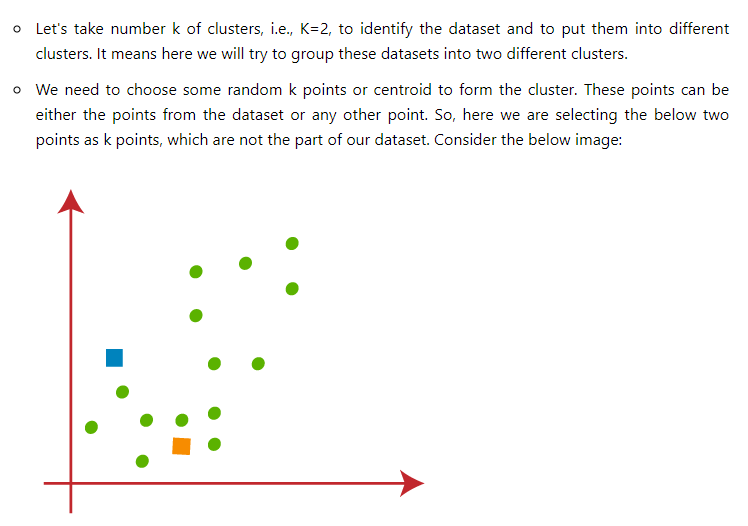 Let's take number k of clusters, i.e., K=2, to identify the dataset and to put them into different
clusters. It means here we will try to group these datasets into two different clusters.
We need to choose some random k points or centroid to form the cluster. These points can be
either the points from the dataset or any other point. So, here we are selecting the below two
points as k points, which are not the part of our dataset. Consider the below image: